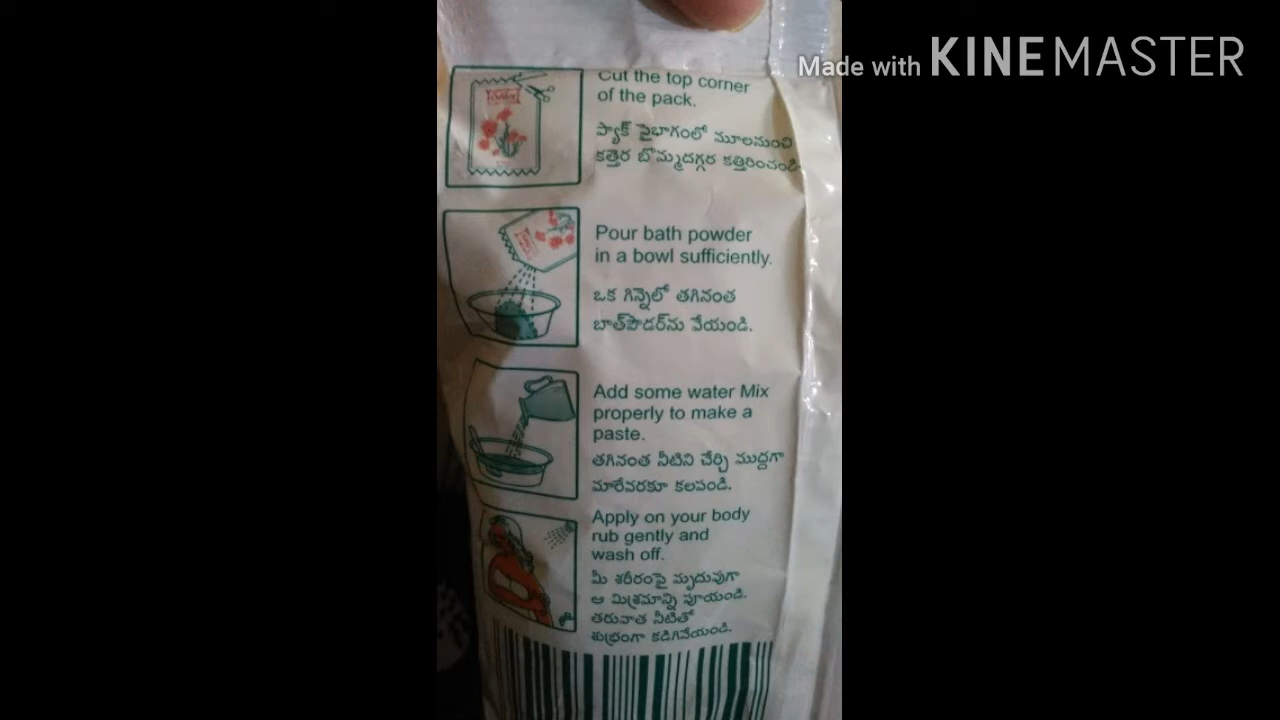 Made with KINEMASTER
Cut the top corner
of the pack.
ప్యాక్ పైభాగంలో మూలనుంచి
కత్తెర బొమ్మదగ్గర కత్తిరించండి
Pour bath powder
in a bowl sufficiently.
ఒక గిన్నెలో తగినంత
బాత్‌పౌడర్‌ను వేయండి.
Add some water Mix
properly to make a
paste.
తగినంత నీటిని చేర్చి ముద్దగా
మారేవరకూ కలపండి.
Apply on your body
rub gently and
wash off.
మీ శరీరంపై మృదువుగా
ఆ మిశ్రమాన్ని పూయండి.
తరువాత నీటితో
శుభ్రంగా కడిగివేయండి.